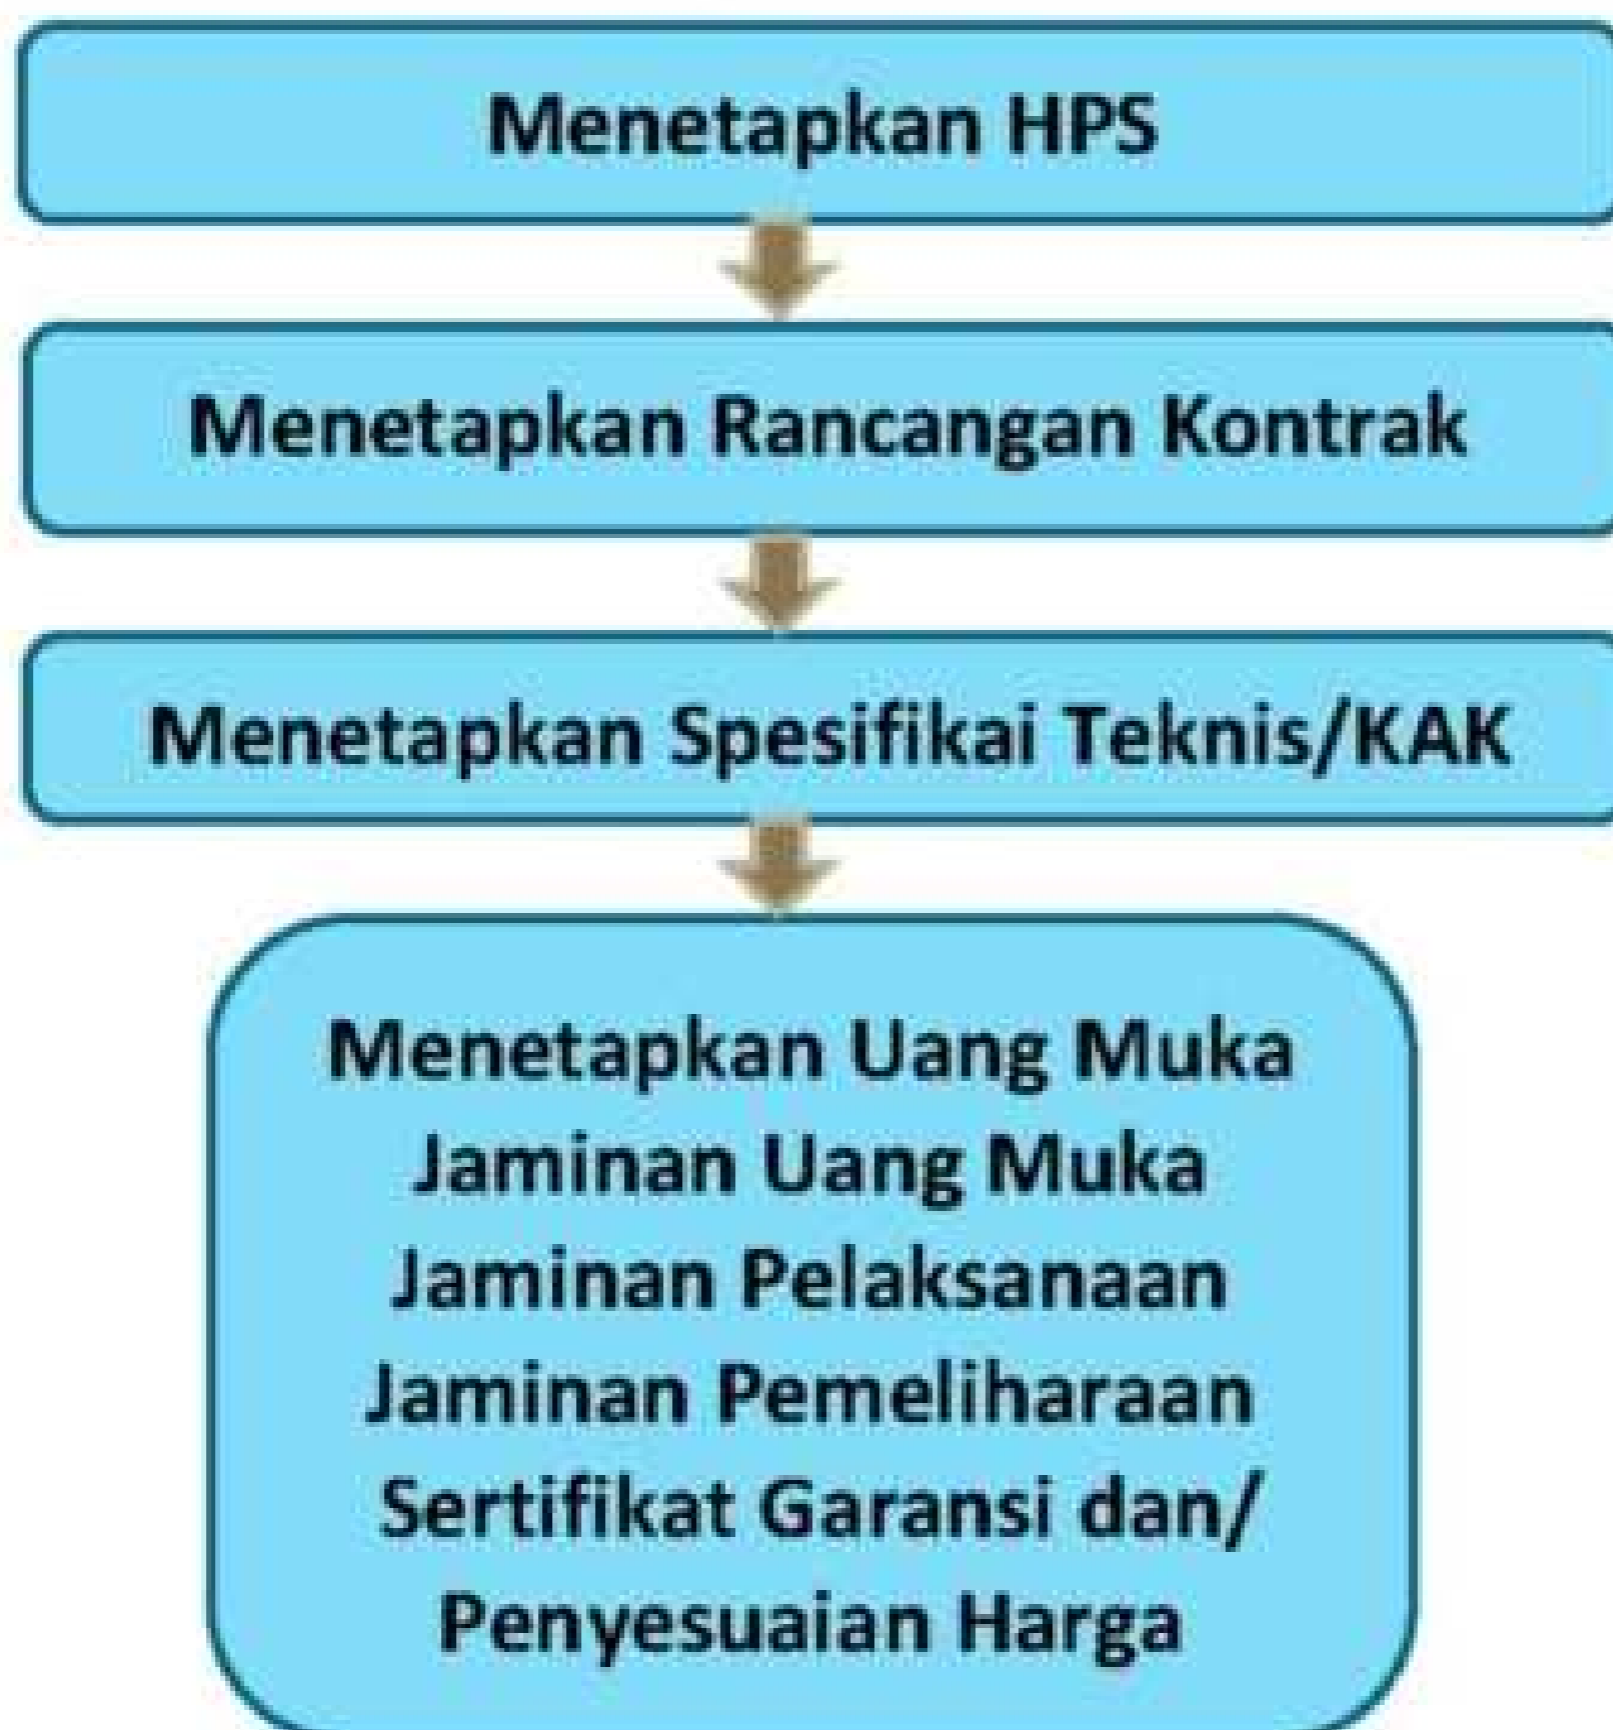 Menetapkan HPS
Menetapkan Rancangan Kontrak
Menetapkan Spesifikai Teknis/KAK
Menetapkan Uang Muka
Jaminan Uang Muka
Jaminan Pelaksanaan
Jaminan Pemeliharaan
Sertifikat Garansi dan/
Penyesuaian Harga